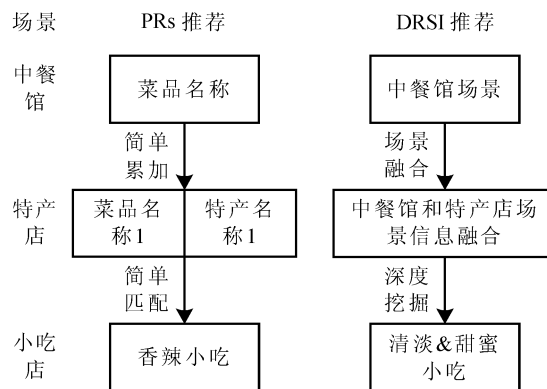 场景
PRs 推荐
DRSI 推荐
中餐
馆
菜品名称
中餐馆场景
简单
累加
场景
融合
特产
店
菜品名
称1
特产名
称1
中餐馆和特产店场
景信息融合
简单
匹配
深度
挖掘
小吃
店
香辣小吃
清淡&甜蜜
小吃